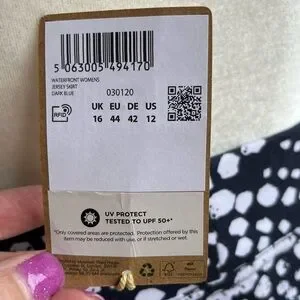 5 063005 494170
WATERFRONT WOMENS
JERSEY SKIRT
DARK BLUE
030120
RFID
UK EU DE US
16 44 42 12
UV PROTECT
TESTED TO UPF 50+*
*Only covered areas are protected. Protection offered by this
item may be reduced with use, or if stretched or wet.
FSC